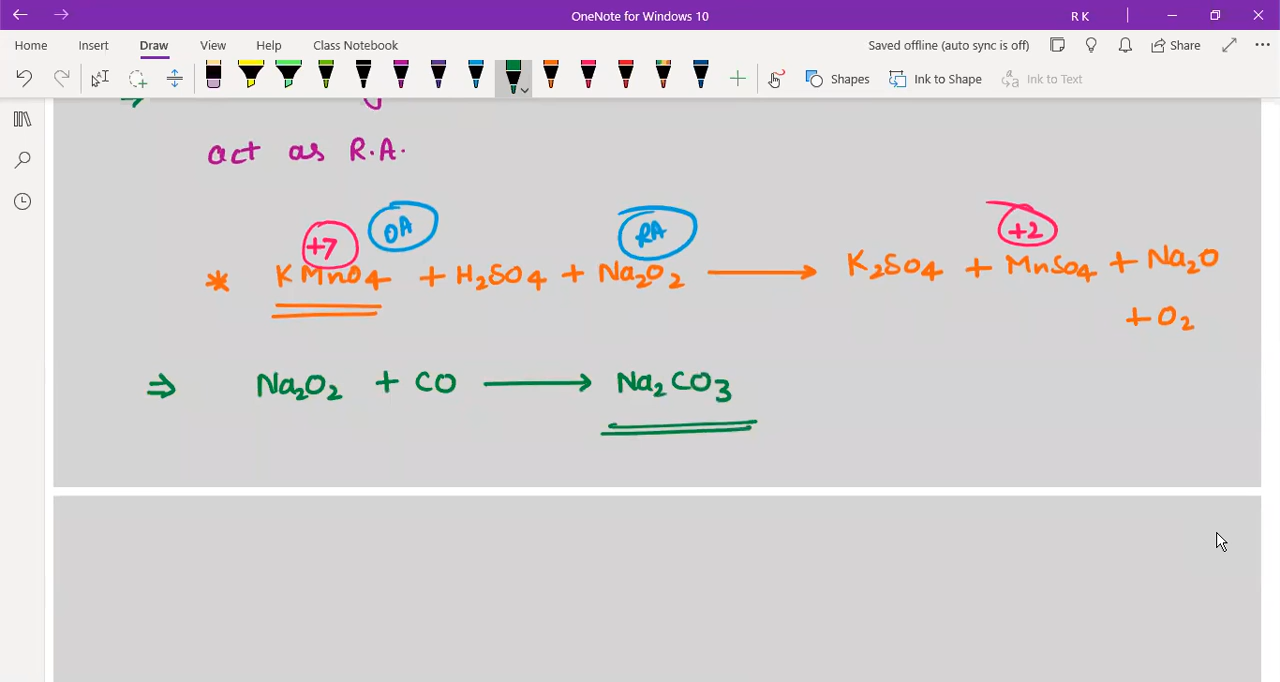 OneNote for Windows 10
R K
Home Insert Draw View Help Class Notebook
Saved offline (auto sync is off) Share
Shapes Ink to Shape Ink to Text
act as R.A.
+7 OA RA +2
* KMnO4 + H2SO4 + Na2O2 ⟶ K2SO4 + MnSO4 + Na2O
+ O2
⇒ Na2O2 + CO ⟶ Na2CO3